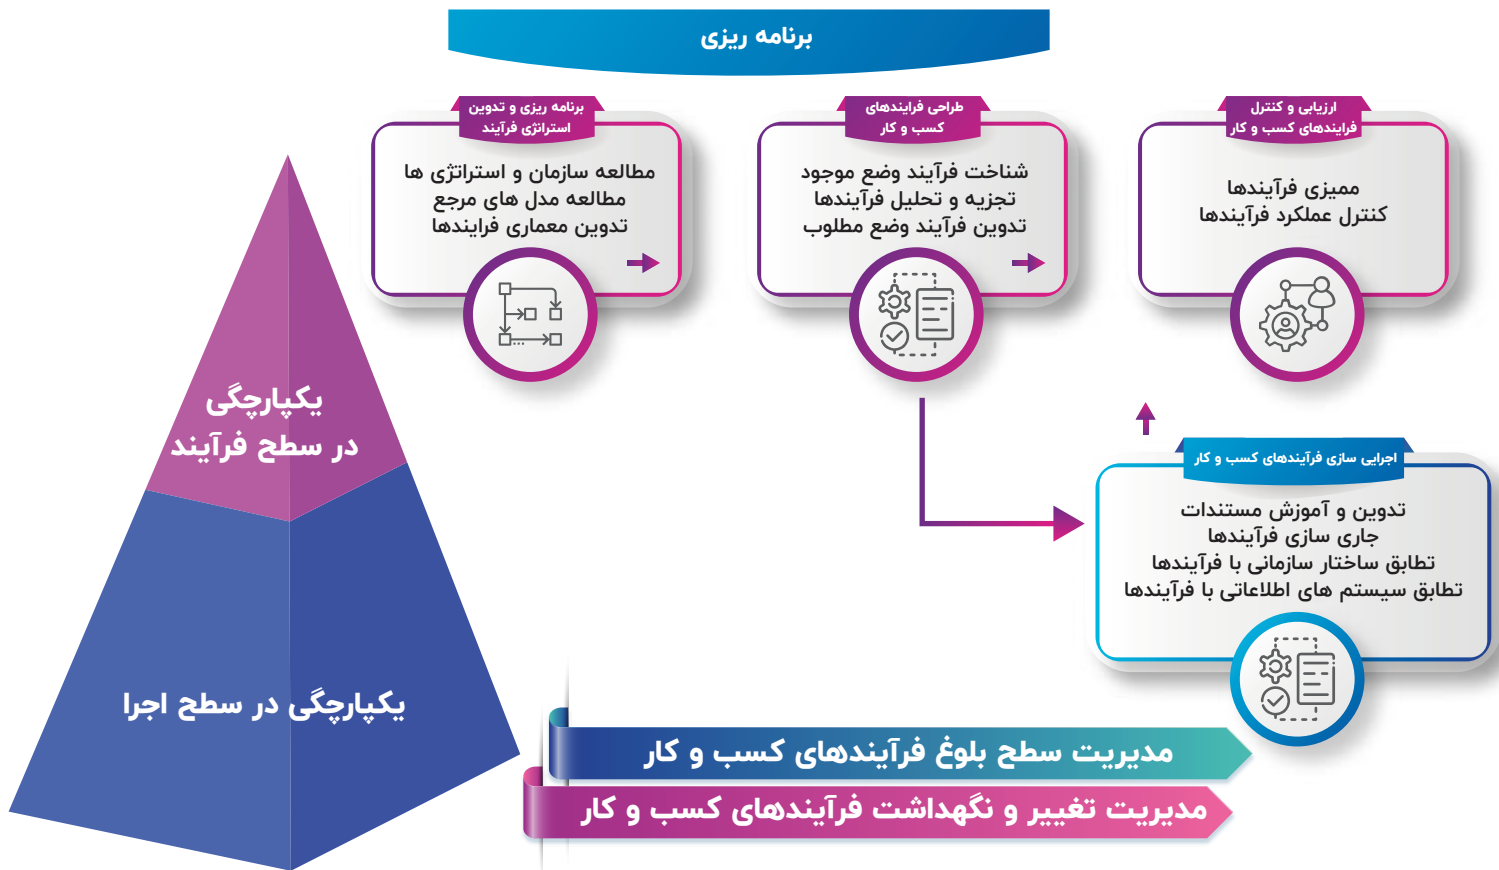 برنامه ریزی
برنامه ریزی و تدوین
استراتژی فرآیند
مطالعه سازمان و استراتژی ها
مطالعه مدل های مرجع
تدوین معماری فرایندها
طراحی فرایندهای
کسب و کار
شناخت فرآیند وضع موجود
تجزیه و تحلیل فرآیندها
تدوین فرآیند وضع مطلوب
ارزیابی و کنترل
فرایندهای کسب و کار
ممیزی فرآیندها
کنترل عملکرد فرآیندها
اجرایی سازی فرآیندهای کسب و کار
تدوین و آموزش مستندات
جاری سازی فرآیندها
تطابق ساختار سازمانی با فرآیندها
تطابق سیستم های اطلاعاتی با فرآیندها
یکپارچگی
در سطح فرآیند
یکپارچگی در سطح اجرا
مدیریت سطح بلوغ فرآیندهای کسب و کار
مدیریت تغییر و نگهداشت فرآیندهای کسب و کار